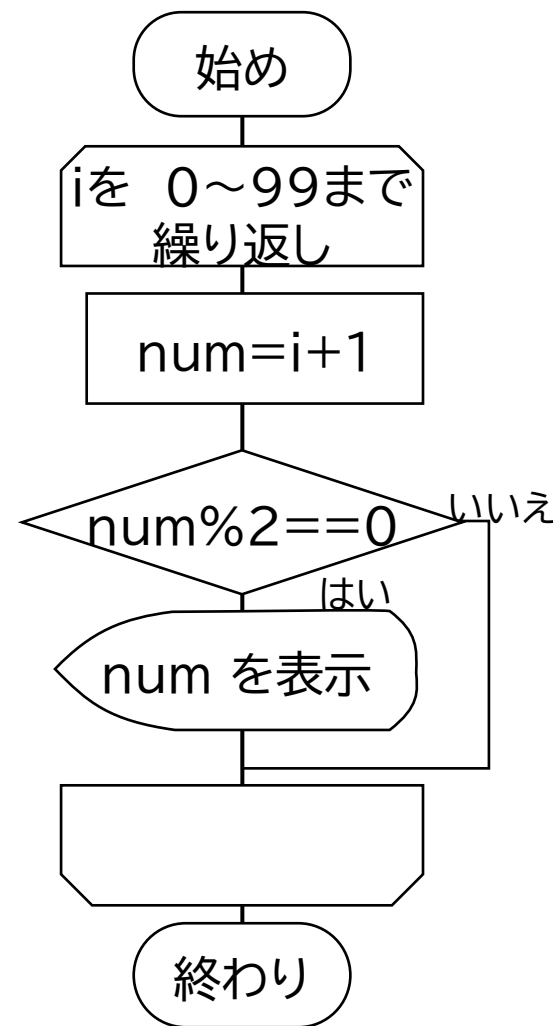 始め
iを　0～99まで
繰り返し
num=i+1
num%2==0
いいえ
はい
num を表示
終わり